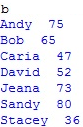 b
Andy 75
Bob 65
Caria 47
David 52
Jeana 73
Sandy 80
Stacey 36